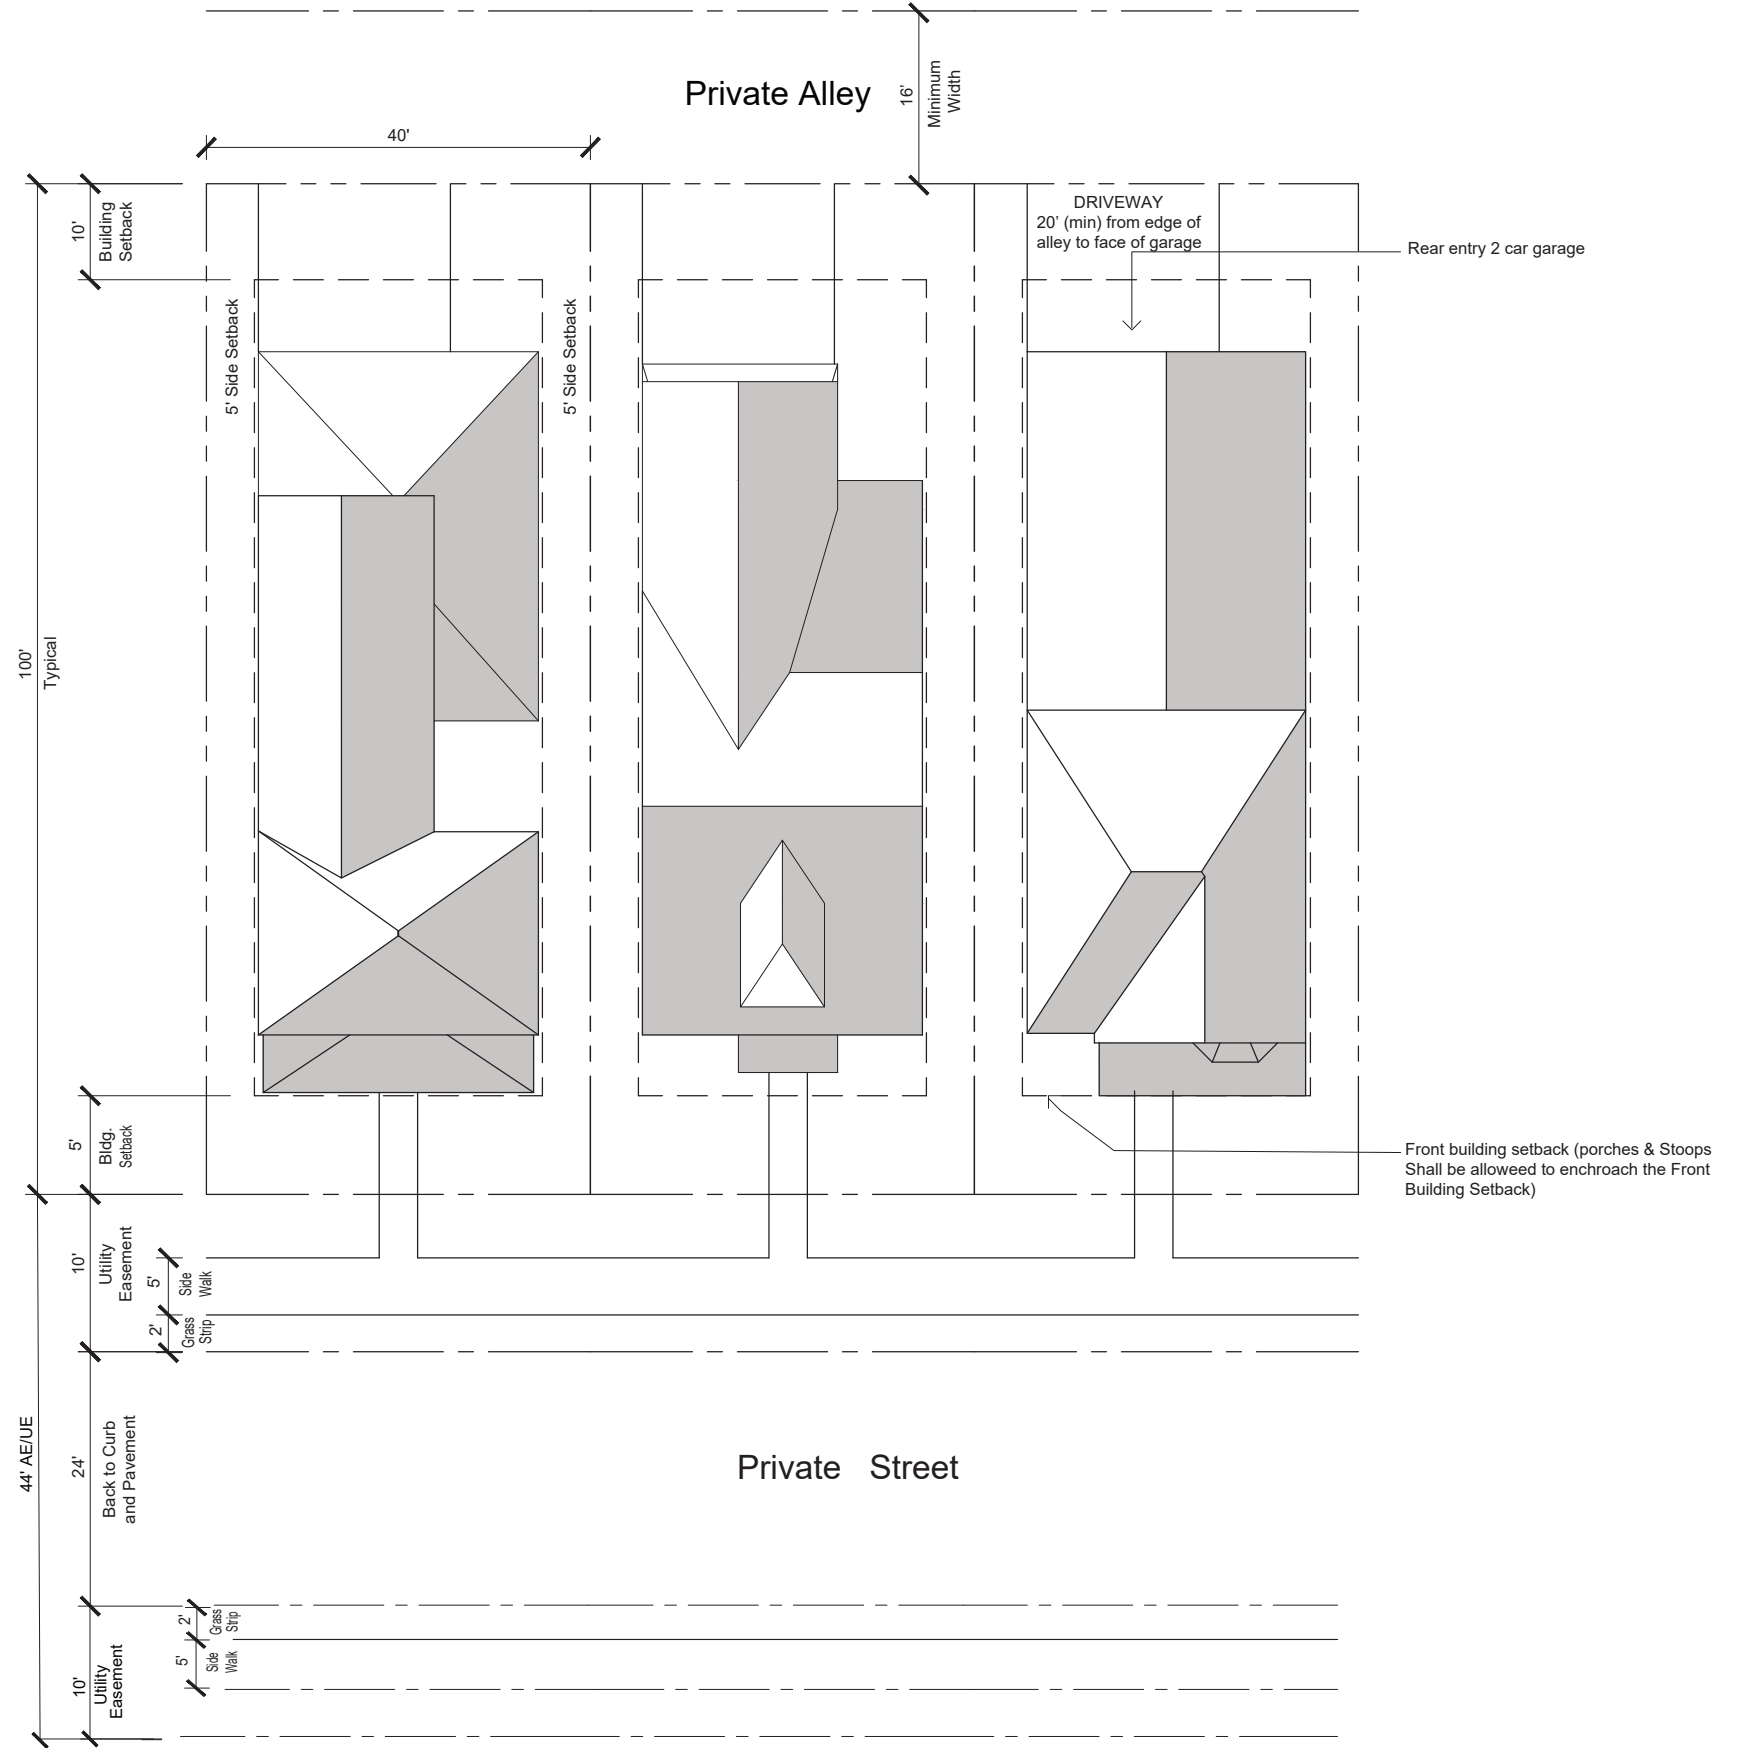 Private Alley
16'
Minimum
Width
40'
10'
Building
Setback
DRIVEWAY
20' (min) from edge of
alley to face of garage
Rear entry 2 car garage
5' Side Setback
5' Side Setback
100'
Typical
5'
Bldg.
Setback
Front building setback (porches & Stoops
Shall be alloweed to enchroach the Front
Building Setback)
10'
Utility
Easement
5'
Side
Walk
2'
Grass
Strip
44' AE/UE
24'
Back to Curb
and Pavement
Private Street
2'
Grass
Strip
5'
Side
Walk
10'
Utility
Easement